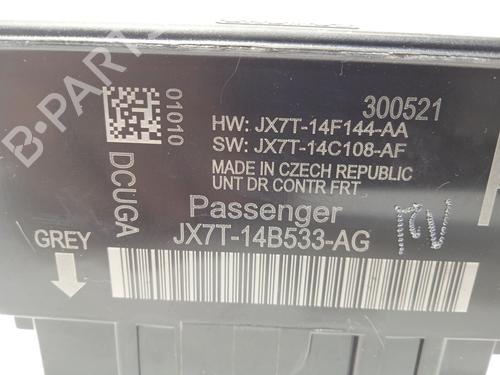 300521
01010
HW: JX7T-14F144-AA
SW: JX7T-14C108-AF
MADE IN CZECH REPUBLIC
UNT DR CONTR FRT
DCUGA
Passenger
GREY
JX7T-14B533-AG